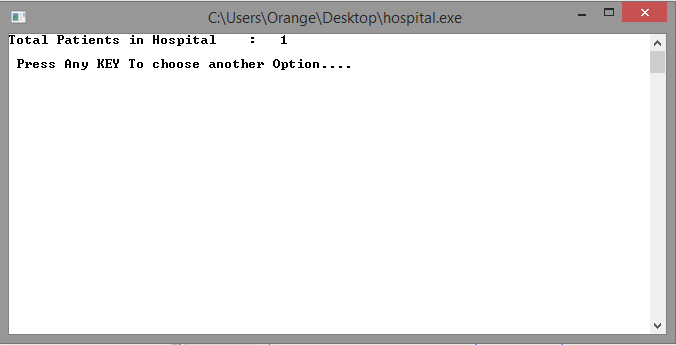 C:\Users\Orange\Desktop\hospital.exe
Total Patients in Hospital    :   1
Press Any KEY To choose another Option....